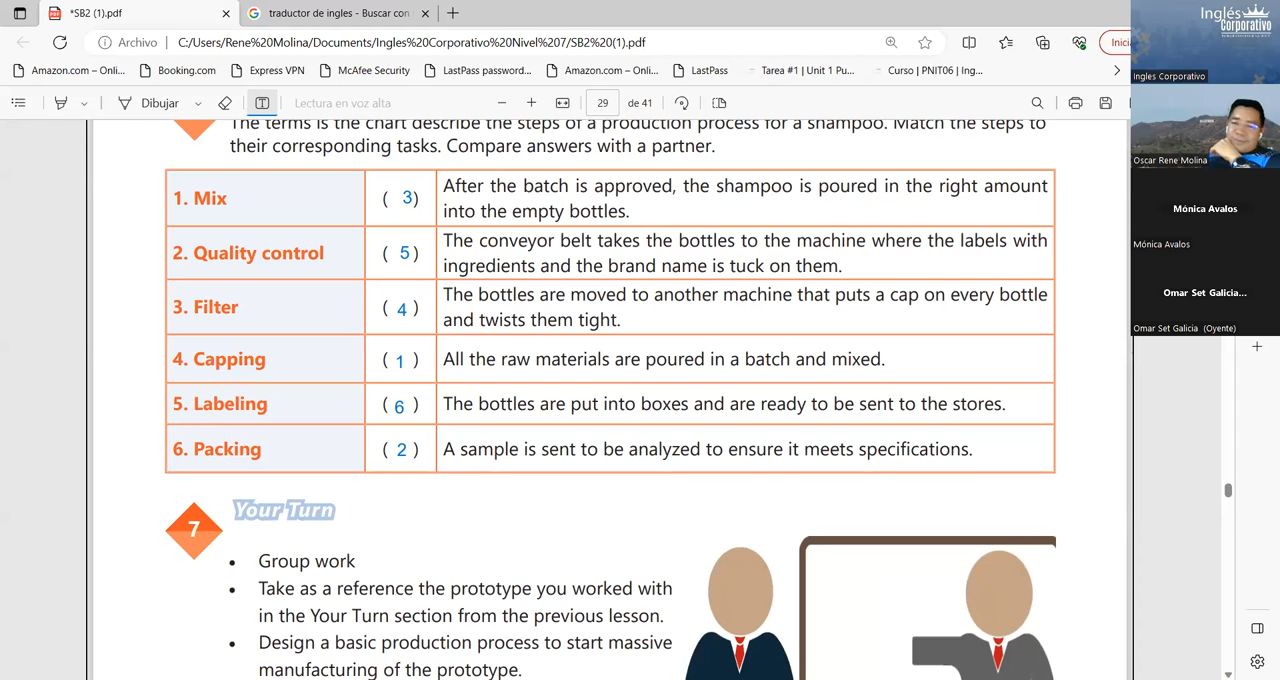 *SB2 (1).pdf
traductor de ingles - Buscar con
Archivo
C:/Users/Rene%20Molina/Documents/Ingles%20Corporativo%20Nivel%207/SB2%20(1).pdf
Inicia
Amazon.com – Onli...
Booking.com
Express VPN
McAfee Security
LastPass password...
Amazon.com – Onli...
LastPass
Tarea #1 | Unit 1 Pu...
Curso | PNIT06 | Ing...
Dibujar
Lectura en voz alta
29
de 41
The terms is the chart describe the steps of a production process for a shampoo. Match the steps to
their corresponding tasks. Compare answers with a partner.
1. Mix
( 3)
After the batch is approved, the shampoo is poured in the right amount
into the empty bottles.
2. Quality control
( 5 )
The conveyor belt takes the bottles to the machine where the labels with
ingredients and the brand name is tuck on them.
3. Filter
( 4 )
The bottles are moved to another machine that puts a cap on every bottle
and twists them tight.
4. Capping
( 1 )
All the raw materials are poured in a batch and mixed.
5. Labeling
( 6 )
The bottles are put into boxes and are ready to be sent to the stores.
6. Packing
( 2 )
A sample is sent to be analyzed to ensure it meets specifications.
7
Your Turn
• Group work
• Take as a reference the prototype you worked with
in the Your Turn section from the previous lesson.
• Design a basic production process to start massive
manufacturing of the prototype.
Inglés
Corporativo
Ingles Corporativo
Oscar Rene Molina
Mónica Avalos
Mónica Avalos
Omar Set Galicia...
Omar Set Galicia (Oyente)